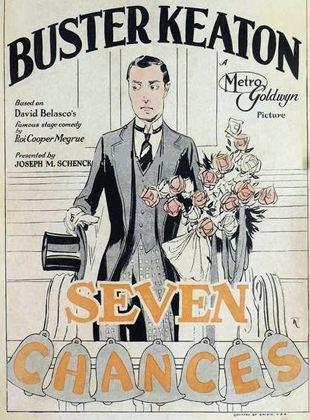 BUSTER KEATON
A
Metro
Goldwyn
Picture
Based on
David Belasco's
Famous stage comedy
by
Roi Cooper Megrue
Presented by
JOSEPH M. SCHENCK
SEVEN
CHANCES